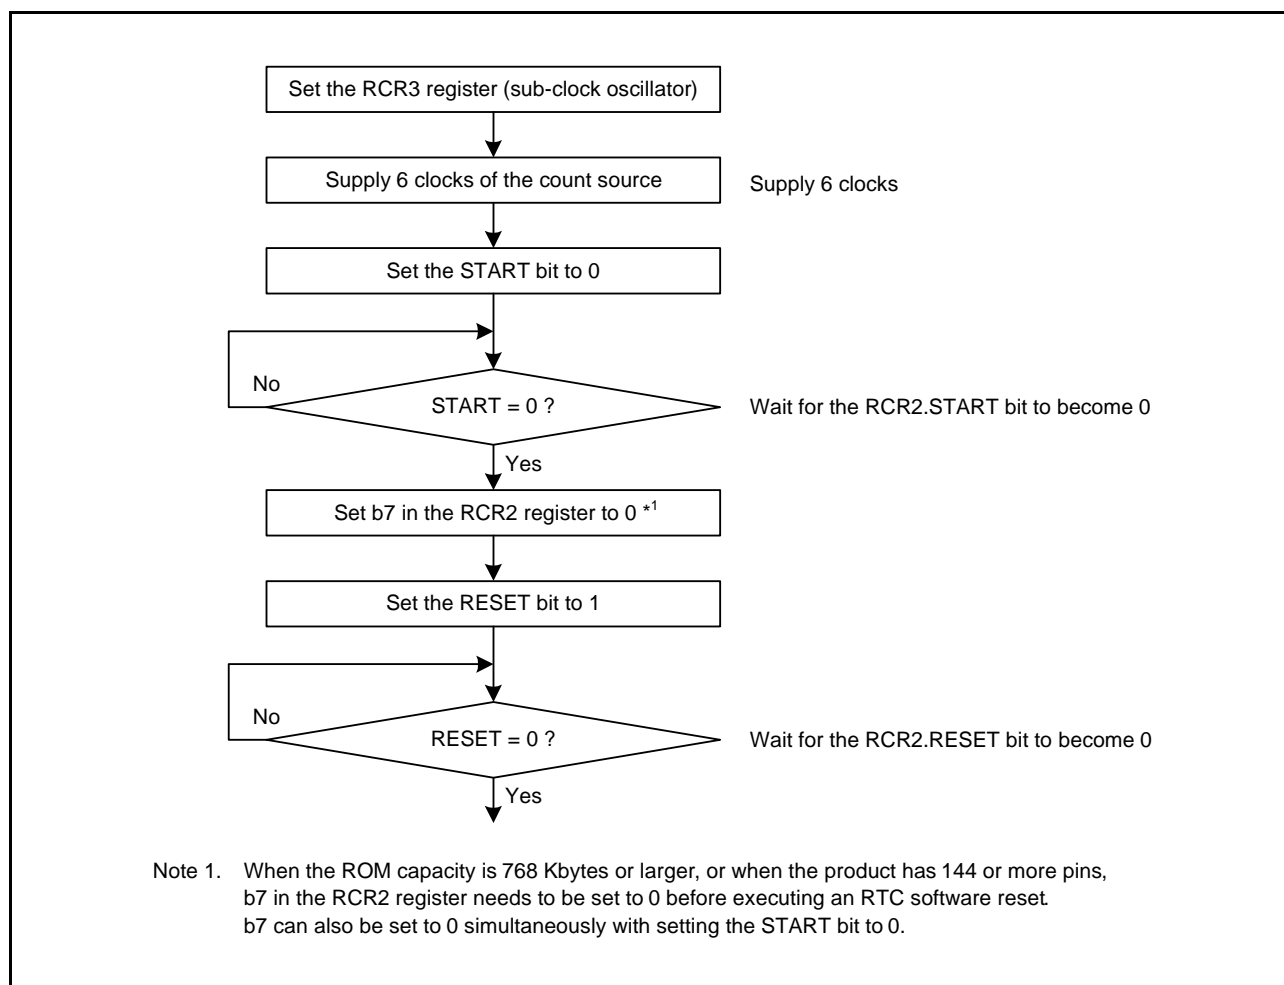 Set the RCR3 register (sub-clock oscillator)
Supply 6 clocks of the count source
Supply 6 clocks
Set the START bit to 0
No
START = 0 ?
Wait for the RCR2.START bit to become 0
Yes
Set b7 in the RCR2 register to 0 *1
Set the RESET bit to 1
No
RESET = 0 ?
Wait for the RCR2.RESET bit to become 0
Yes
Note 1. When the ROM capacity is 768 Kbytes or larger, or when the product has 144 or more pins,
b7 in the RCR2 register needs to be set to 0 before executing an RTC software reset.
b7 can also be set to 0 simultaneously with setting the START bit to 0.